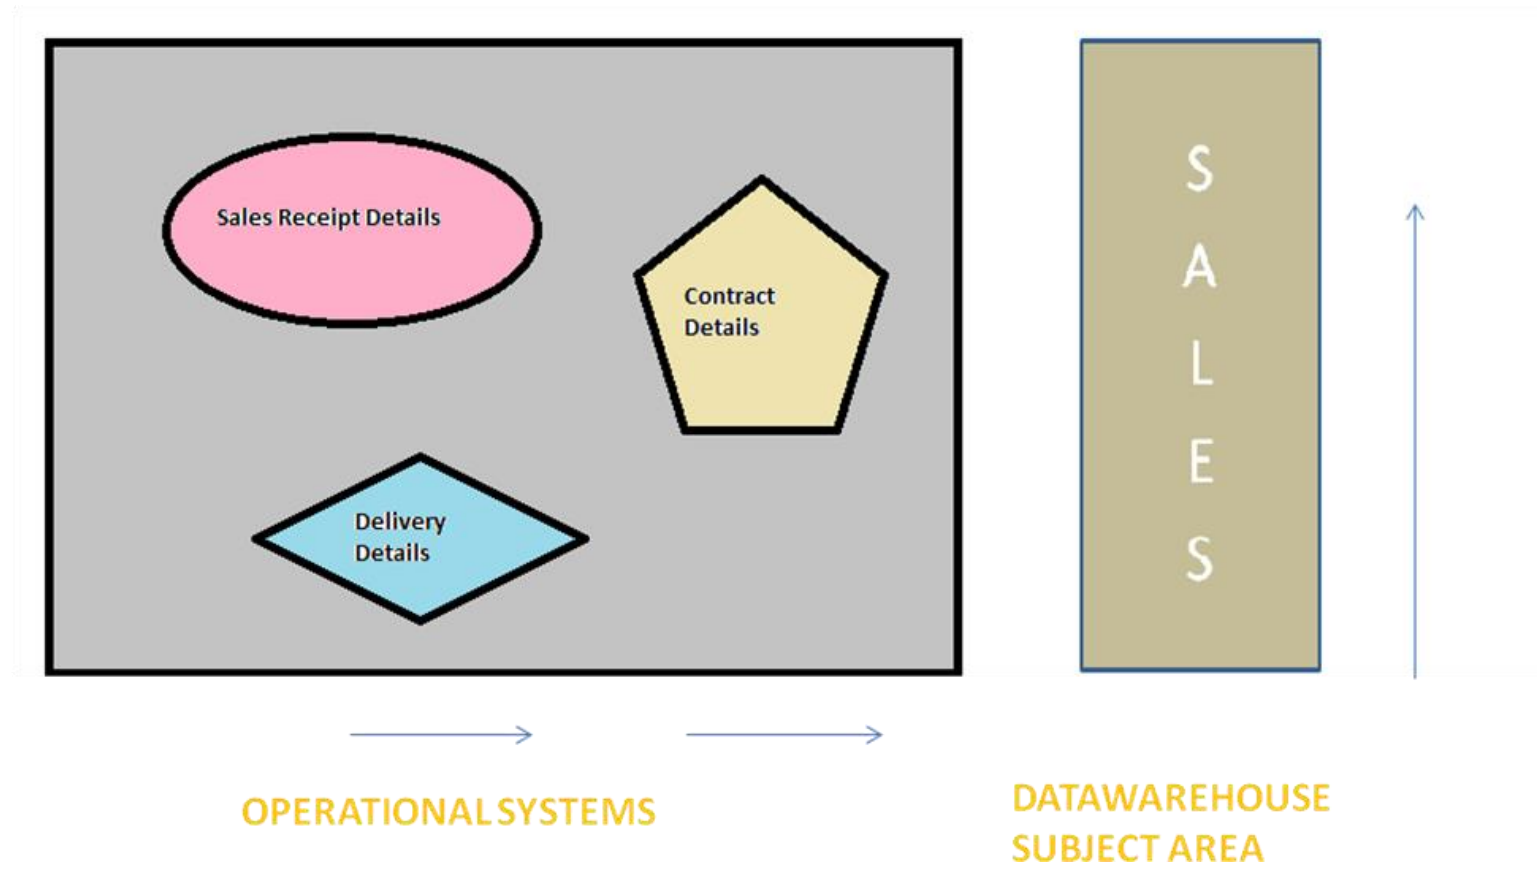 Sales Receipt Details
Contract
Details
Delivery
Details
S
A
L
E
S
OPERATIONAL SYSTEMS
DATAWAREHOUSE
SUBJECT AREA